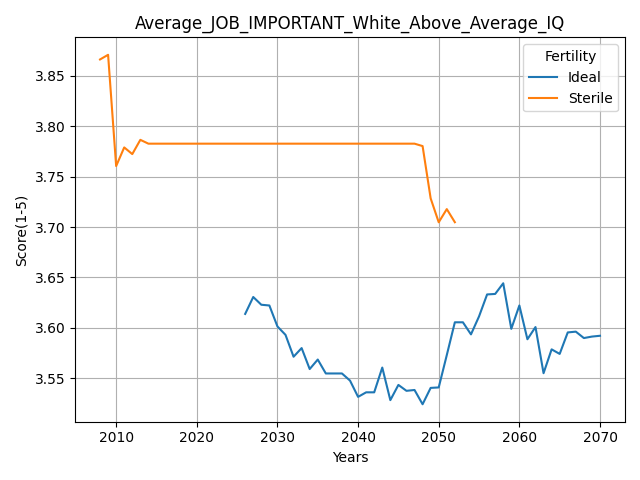 Average_JOB_IMPORTANT_White_Above_Average_IQ
Fertility
Ideal
Sterile
Score(1-5)
3.85
3.80
3.75
3.70
3.65
3.60
3.55
2010 2020 2030 2040 2050 2060 2070
Years